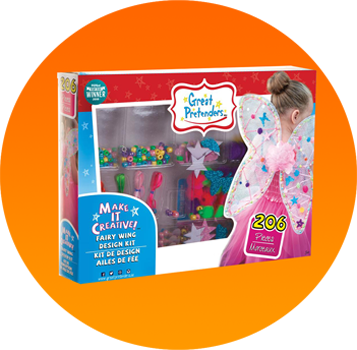 206
WINNER
Great
Pretenders
MAKE
IT
CREATIVE!
FAIRY WING
DESIGN KIT
KIT DE DESIGN
AILES DE FÉE
206
Pieces
Morceaux